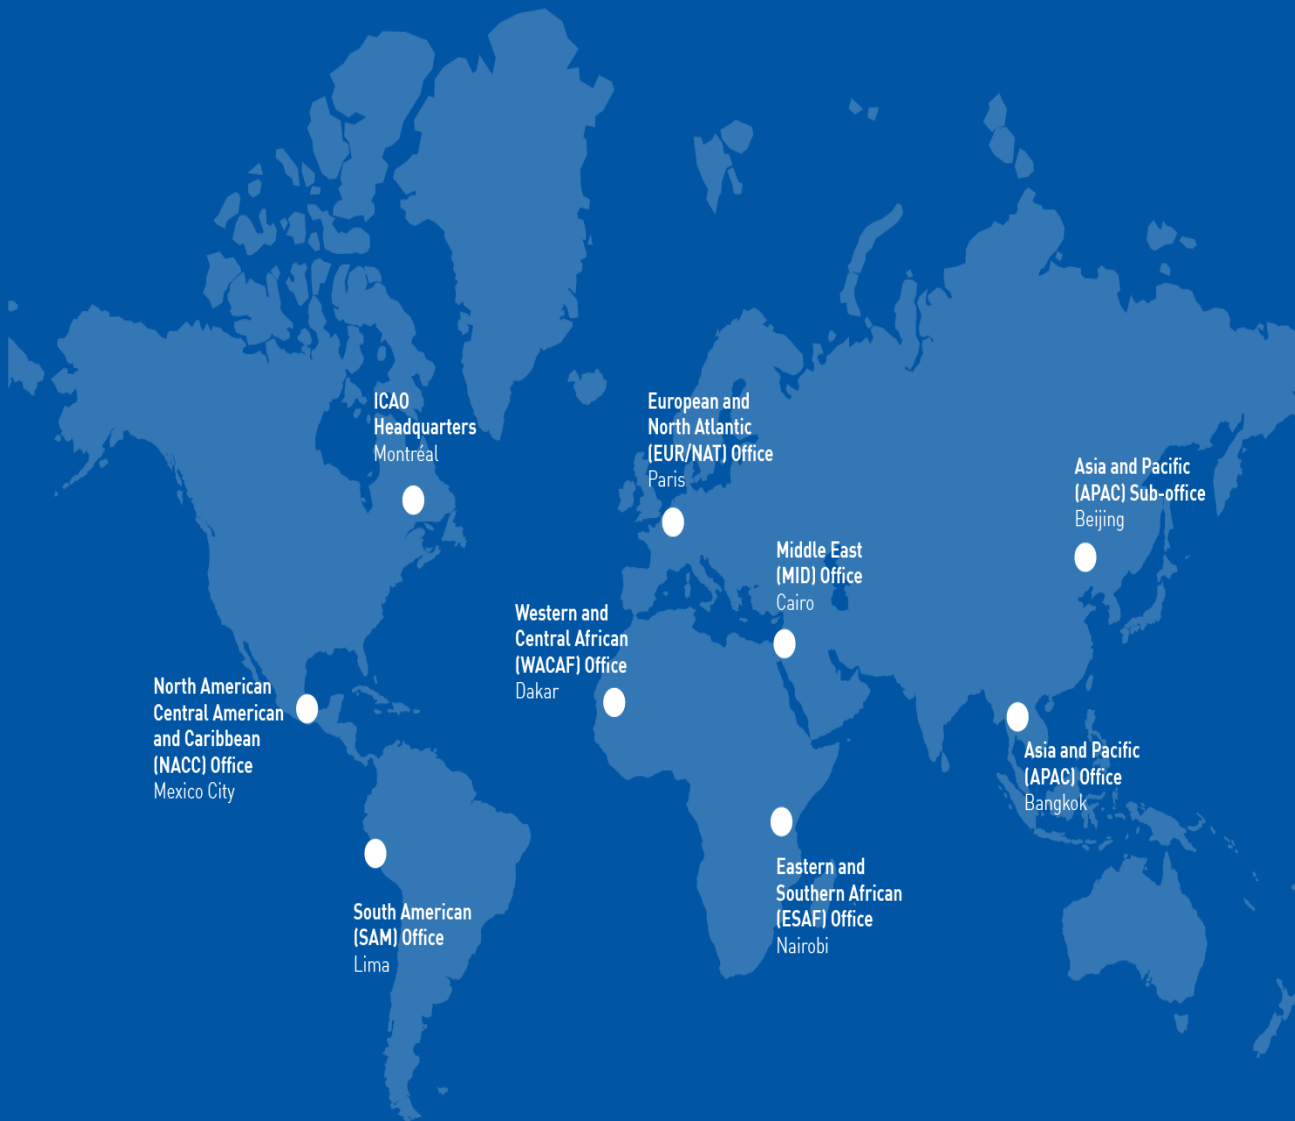 ICAO
Headquarters
Montréal
European and
North Atlantic
(EUR/NAT) Office
Paris
Asia and Pacific
(APAC) Sub-office
Beijing
Middle East
(MID) Office
Cairo
Western and
Central African
(WACAF) Office
Dakar
North American
Central American
and Caribbean
(NACC) Office
Mexico City
Asia and Pacific
(APAC) Office
Bangkok
Eastern and
Southern African
(ESAF) Office
Nairobi
South American
(SAM) Office
Lima